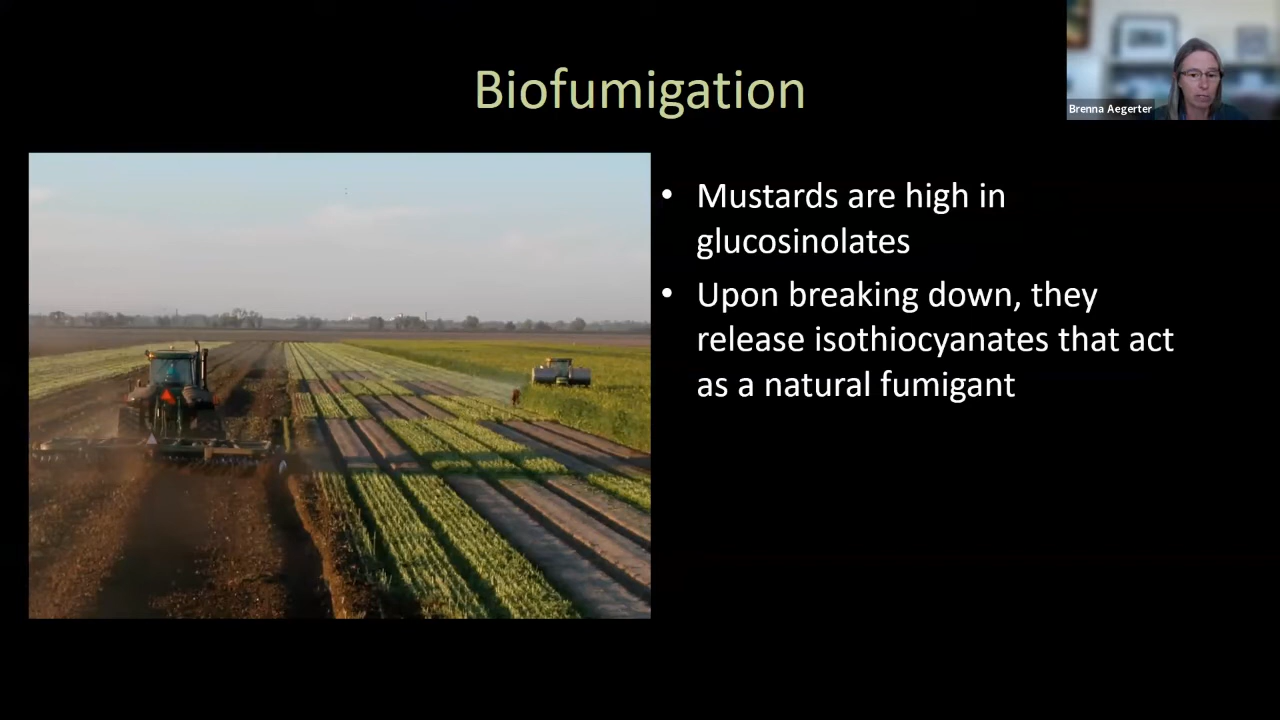 Biofumigation
Brenna Aegerter
• Mustards are high in
glucosinolates
• Upon breaking down, they
release isothiocyanates that act
as a natural fumigant